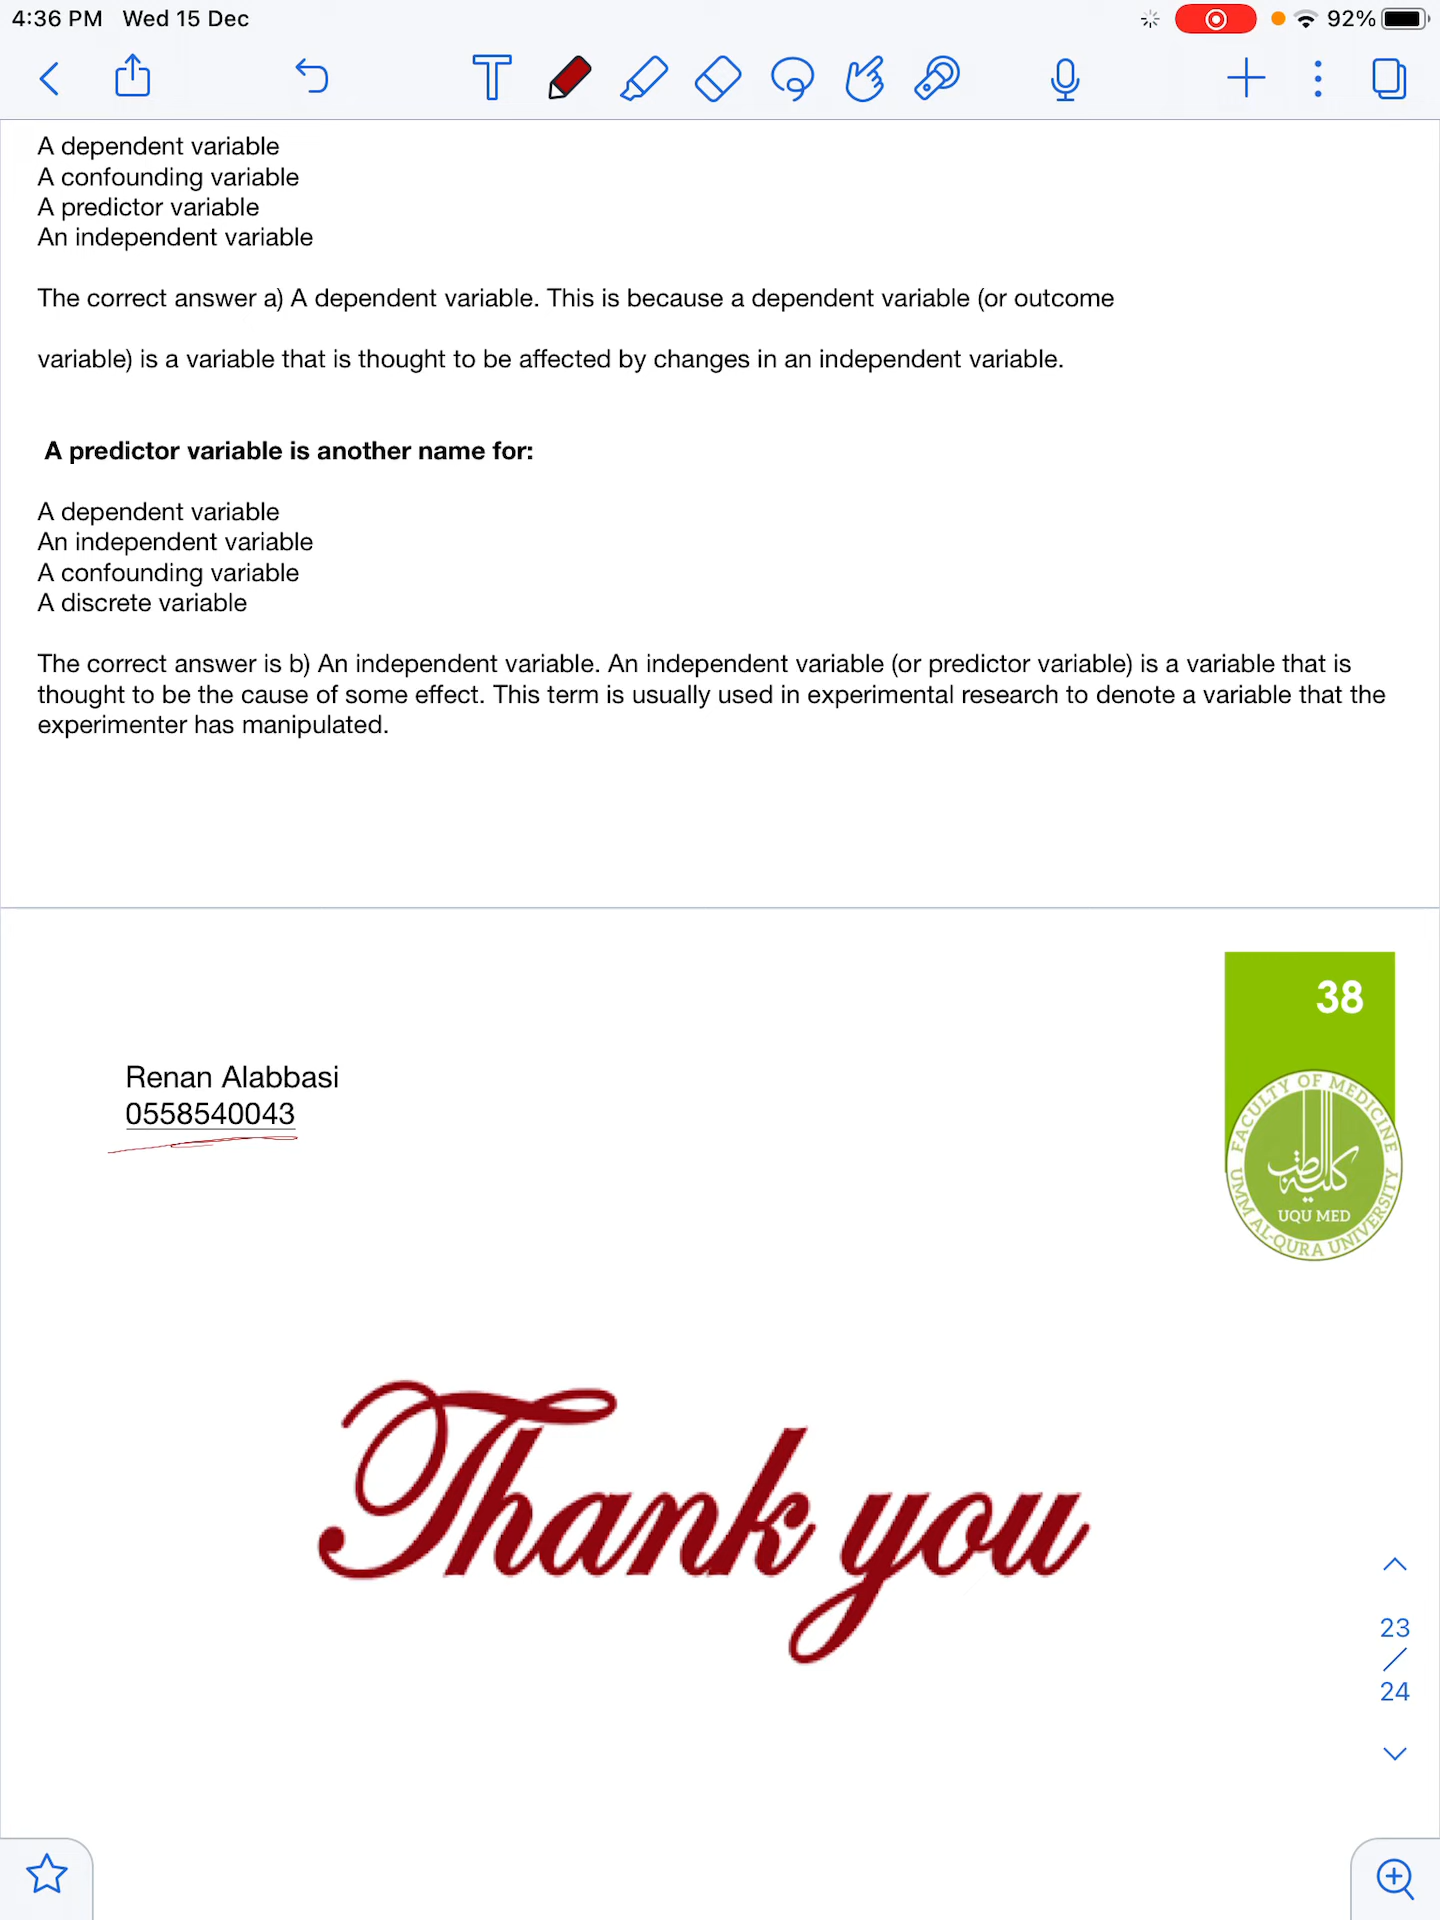 4:36 PM Wed 15 Dec
92%
A dependent variable
A confounding variable
A predictor variable
An independent variable
The correct answer a) A dependent variable. This is because a dependent variable (or outcome
variable) is a variable that is thought to be affected by changes in an independent variable.
A predictor variable is another name for:
A dependent variable
An independent variable
A confounding variable
A discrete variable
The correct answer is b) An independent variable. An independent variable (or predictor variable) is a variable that is
thought to be the cause of some effect. This term is usually used in experimental research to denote a variable that the
experimenter has manipulated.
38
Renan Alabbasi
0558540043
FACULTY OF MEDICINE
كلية الطب
UQU MED
UMM AL-QURA UNIVERSITY
Thank you
23
/
24